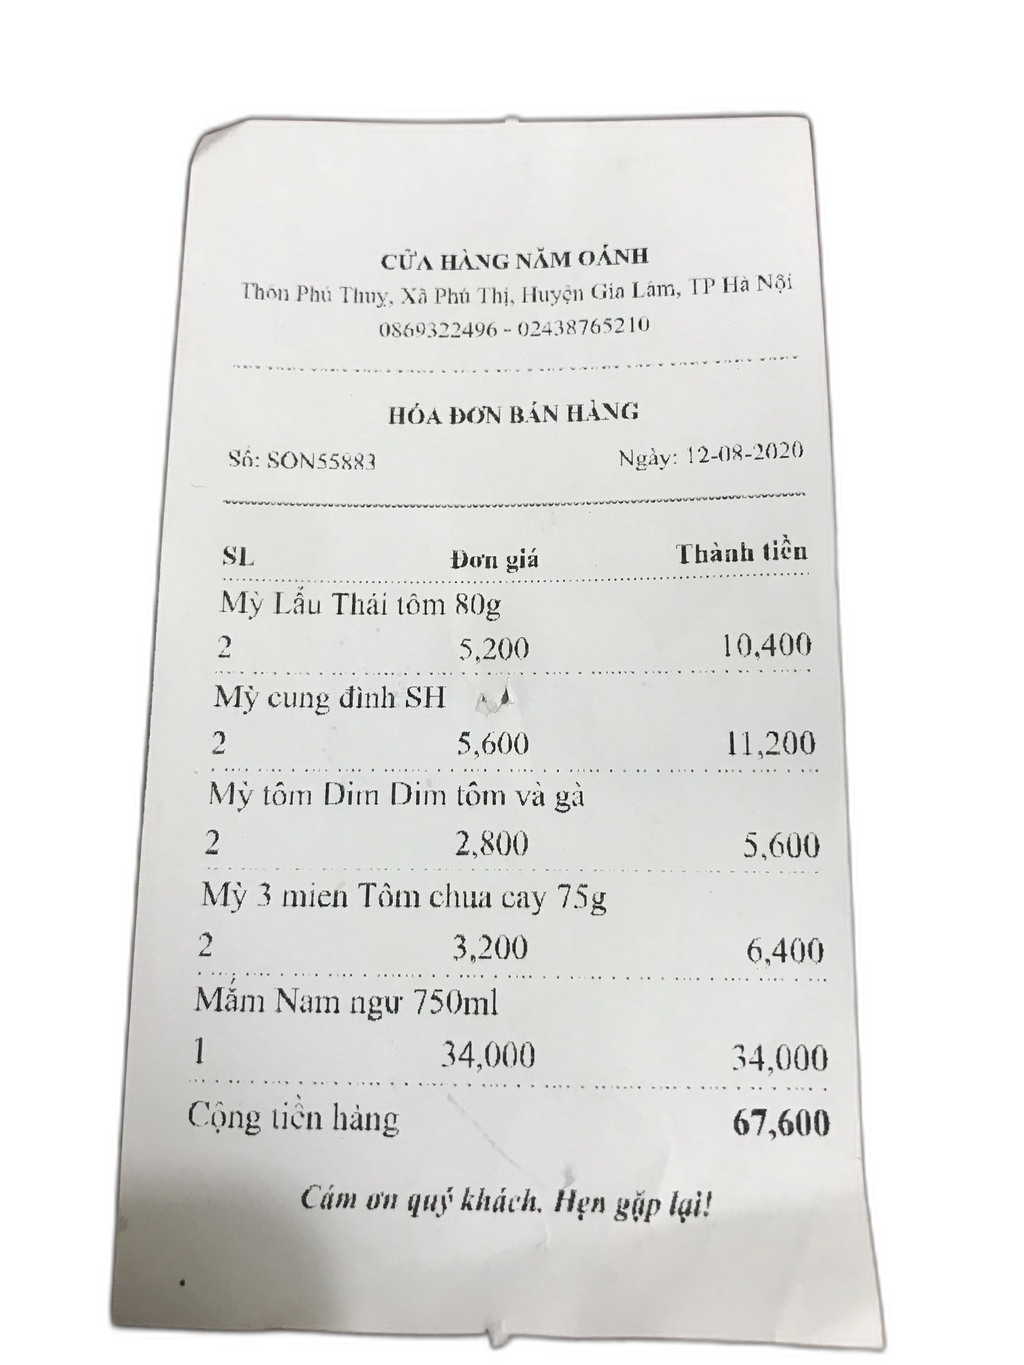 CỬA HÀNG NĂM OÁNH
Thôn Phú Thuỵ, Xã Phú Thị, Huyện Gia Lâm, TP Hà Nội
0869322496 - 02438765210
HÓA ĐƠN BÁN HÀNG
Số: SON55883 Ngày: 12-08-2020
SL Đơn giá Thành tiền
Mỳ Lẩu Thái tôm 80g
2 5,200 10,400
Mỳ cung đình SH
2 5,600 11,200
Mỳ tôm Dim Dim tôm và gà
2 2,800 5,600
Mỳ 3 mien Tôm chua cay 75g
2 3,200 6,400
Mắm Nam ngư 750ml
1 34,000 34,000
Cộng tiền hàng 67,600
Cám ơn quý khách. Hẹn gặp lại!